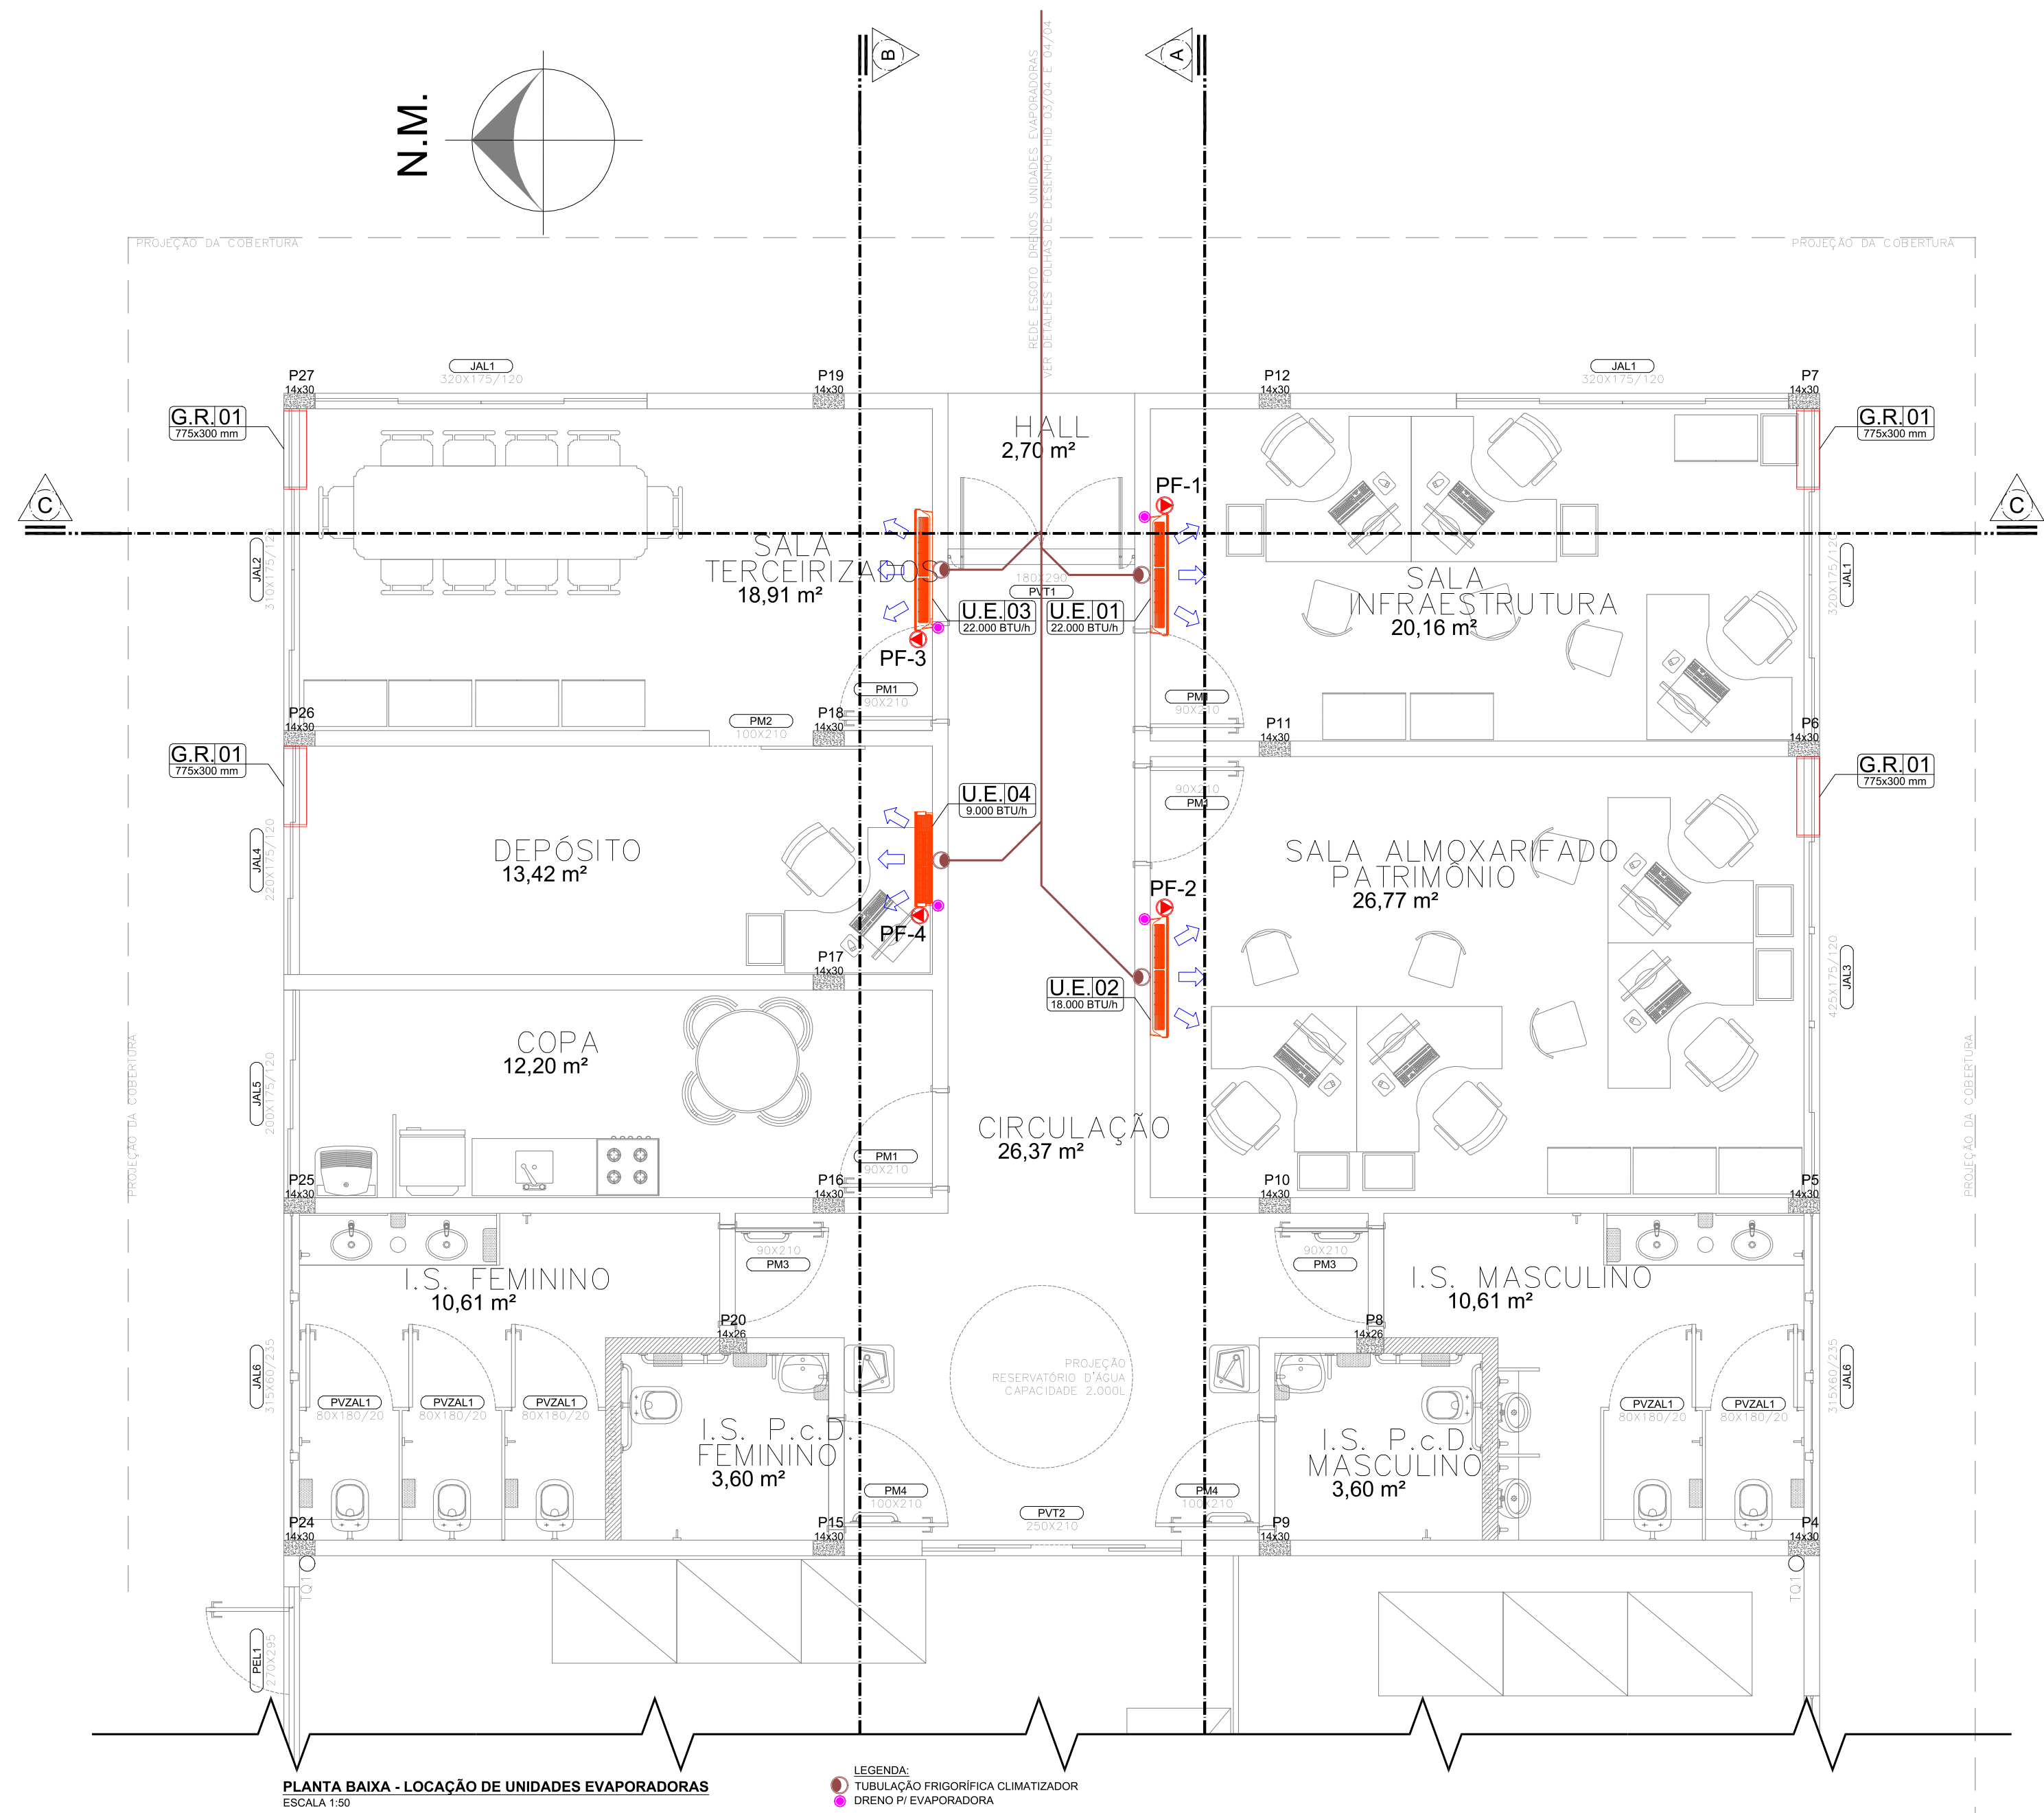 N.M.
B
A
REDE ESGOTO DRENOS UNIDADES EVAPORADORAS
VER DETALHES FOLHAS DE DESENHO HID 03/04 E 04/04
PROJEÇÃO DA COBERTURA
PROJEÇÃO DA COBERTURA
JAL1
320X175/120
JAL1
320X175/120
P27
14x30
P19
14x30
P12
14x30
P7
14x30
G.R. 01
775x300 mm
G.R. 01
775x300 mm
HALL
2,70 m²
C
C
PF-1
JAL2
310X175/120
SALA
TERCEIRIZADOS
18,91 m²
180X290
PVT1
SALA
INFRAESTRUTURA
20,16 m²
JAL1
320X175/120
U.E. 03
22.000 BTU/h
U.E. 01
22.000 BTU/h
PF-3
PM1
90X210
PM1
90X210
P26
14x30
PM2
100X210
P18
14x30
P11
14x30
P6
14x30
G.R. 01
775x300 mm
G.R. 01
775x300 mm
U.E. 04
9.000 BTU/h
90X210
PM1
JAL4
220X175/120
DEPÓSITO
13,42 m²
SALA ALMOXARIFADO
PATRIMÔNIO
26,77 m²
PF-2
PF-4
P17
14x30
U.E. 02
18.000 BTU/h
JAL3
425X175/120
COPA
12,20 m²
JAL5
200X175/120
PROJEÇÃO DA COBERTURA
PROJEÇÃO DA COBERTURA
CIRCULAÇÃO
26,37 m²
PM1
90X210
P25
14x30
P16
14x30
P10
14x30
P5
14x30
90X210
PM3
90X210
PM3
I.S. FEMININO
10,61 m²
I.S. MASCULINO
10,61 m²
P20
14x26
P8
14x26
JAL6
315X60/235
PROJEÇÃO
RESERVATÓRIO D'ÁGUA
CAPACIDADE 2.000L
JAL6
315X60/235
PVZAL1
80X180/20
PVZAL1
80X180/20
PVZAL1
80X180/20
PVZAL1
80X180/20
PVZAL1
80X180/20
I.S. P.c.D.
FEMININO
3,60 m²
I.S. P.c.D.
MASCULINO
3,60 m²
PM4
100X210
PM4
100X210
PVT2
250X210
P24
14x30
P15
14x30
P9
14x30
P4
14x30
TQ1
TQ1
PEL1
270X295
PLANTA BAIXA - LOCAÇÃO DE UNIDADES EVAPORADORAS
ESCALA 1:50
LEGENDA:
TUBULAÇÃO FRIGORÍFICA CLIMATIZADOR
DRENO P/ EVAPORADORA